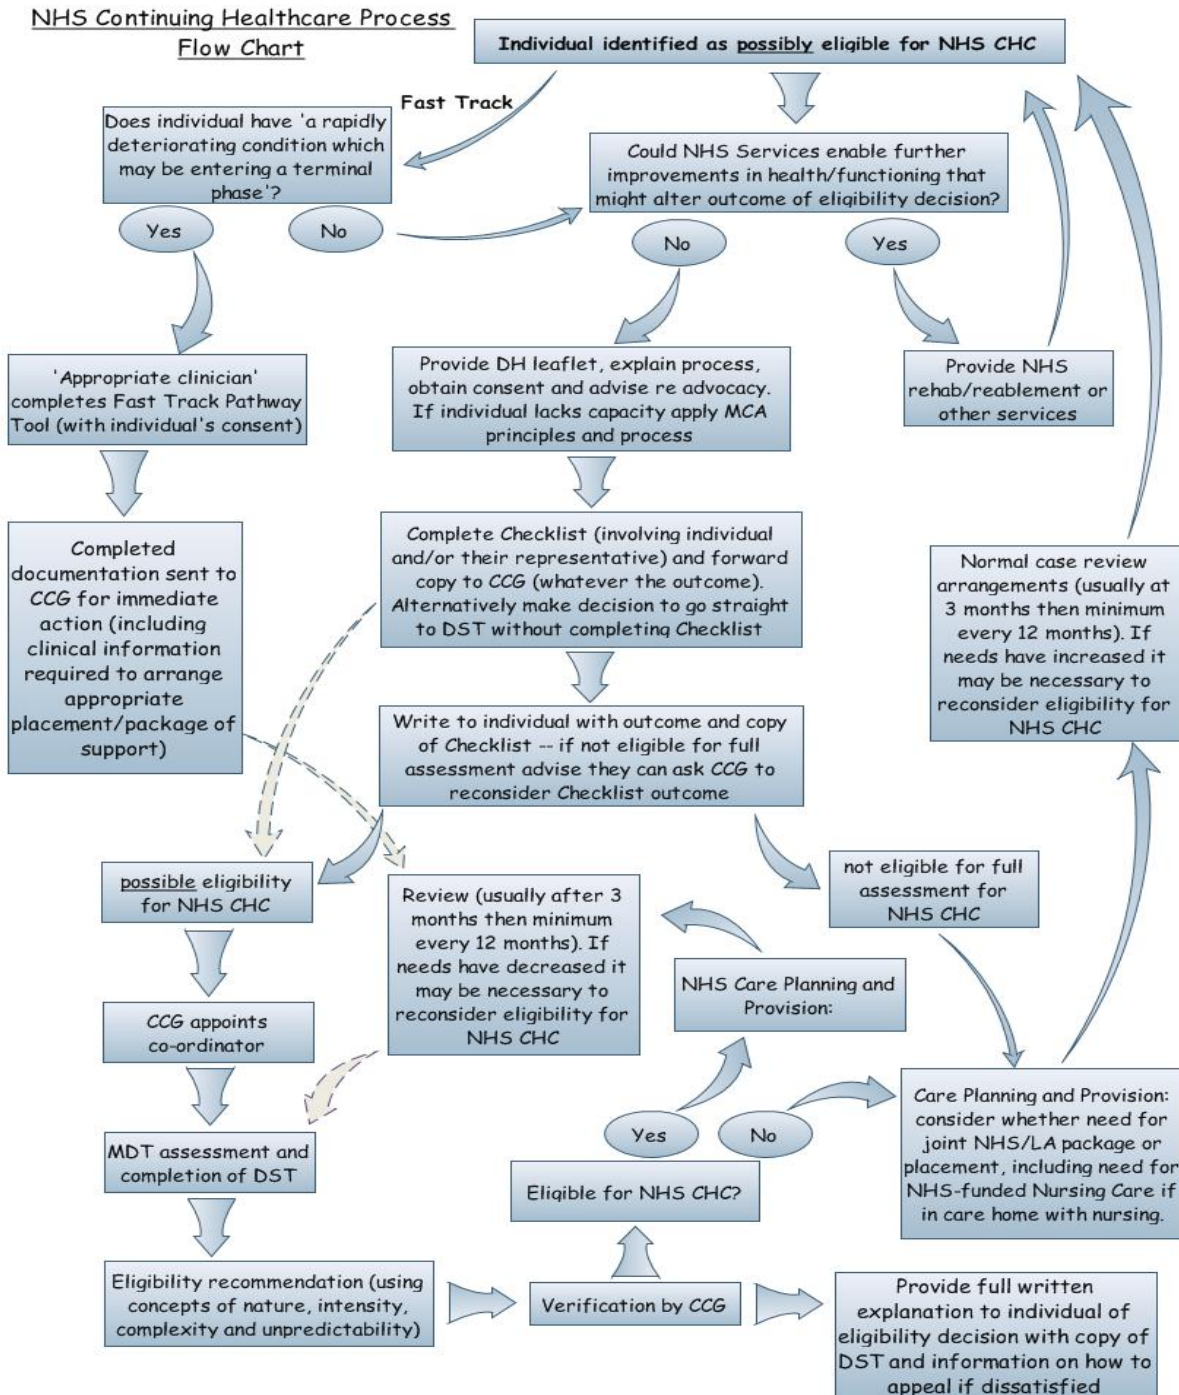 NHS Continuing Healthcare Process
Flow Chart
Individual identified as possibly eligible for NHS CHC
Fast Track
Does individual have 'a rapidly
deteriorating condition which
may be entering a terminal
phase'?
Yes
No
Could NHS Services enable further
improvements in health/functioning that
might alter outcome of eligibility decision?
No
Yes
'Appropriate clinician'
completes Fast Track Pathway
Tool (with individual's consent)
Provide DH leaflet, explain process,
obtain consent and advise re advocacy.
If individual lacks capacity apply MCA
principles and process
Provide NHS
rehab/reablement or
other services
Completed
documentation sent to
CCG for immediate
action (including
clinical information
required to arrange
appropriate
placement/package of
support)
Complete Checklist (involving individual
and/or their representative) and forward
copy to CCG (whatever the outcome).
Alternatively make decision to go straight
to DST without completing Checklist
Normal case review
arrangements (usually at
3 months then minimum
every 12 months). If
needs have increased it
may be necessary to
reconsider eligibility for
NHS CHC
Write to individual with outcome and copy
of Checklist -- if not eligible for full
assessment advise they can ask CCG to
reconsider Checklist outcome
possible eligibility
for NHS CHC
Review (usually after 3
months then minimum
every 12 months). If
needs have decreased it
may be necessary to
reconsider eligibility for
NHS CHC
not eligible for full
assessment for
NHS CHC
NHS Care Planning and
Provision:
CCG appoints
co-ordinator
MDT assessment and
completion of DST
Yes
No
Eligible for NHS CHC?
Care Planning and Provision:
consider whether need for
joint NHS/LA package or
placement, including need for
NHS-funded Nursing Care if
in care home with nursing.
Eligibility recommendation (using
concepts of nature, intensity,
complexity and unpredictability)
Verification by CCG
Provide full written
explanation to individual of
eligibility decision with copy of
DST and information on how to
appeal if dissatisfied